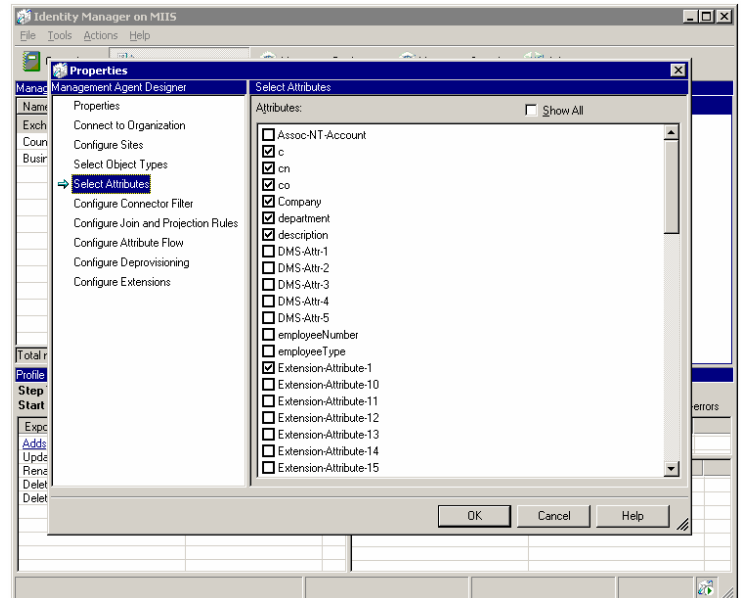 Identity Manager on MIIS
File Tools Actions Help
Properties
Management Agent Designer
Select Attributes
Properties
Connect to Organization
Configure Sites
Select Object Types
Select Attributes
Configure Connector Filter
Configure Join and Projection Rules
Configure Attribute Flow
Configure Deprovisioning
Configure Extensions
Attributes:
Show All
Assoc-NT-Account
c
cn
co
Company
department
description
DMS-Attr-1
DMS-Attr-2
DMS-Attr-3
DMS-Attr-4
DMS-Attr-5
employeeNumber
employeeType
Extension-Attribute-1
Extension-Attribute-10
Extension-Attribute-11
Extension-Attribute-12
Extension-Attribute-13
Extension-Attribute-14
Extension-Attribute-15
OK Cancel Help
Manag
Name
Exch
Coun
Busin
Total r
Profile
Step
Start
-errors
Expo
Adds
Upda
Rena
Delet
Delet